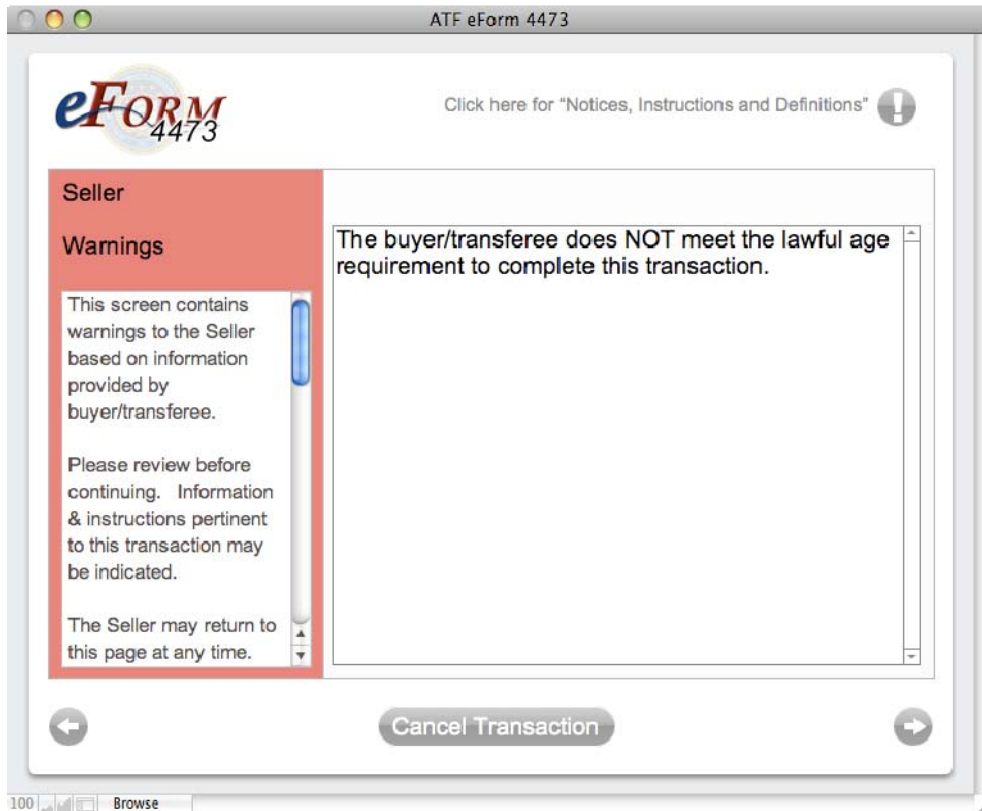 ATF eForm 4473
eFORM
4473
Click here for "Notices, Instructions and Definitions"
!
Seller
Warnings
This screen contains
warnings to the Seller
based on information
provided by
buyer/transferee.
Please review before
continuing. Information
& instructions pertinent
to this transaction may
be indicated.
The Seller may return to
this page at any time.
The buyer/transferee does NOT meet the lawful age
requirement to complete this transaction.
Cancel Transaction
100 Browse